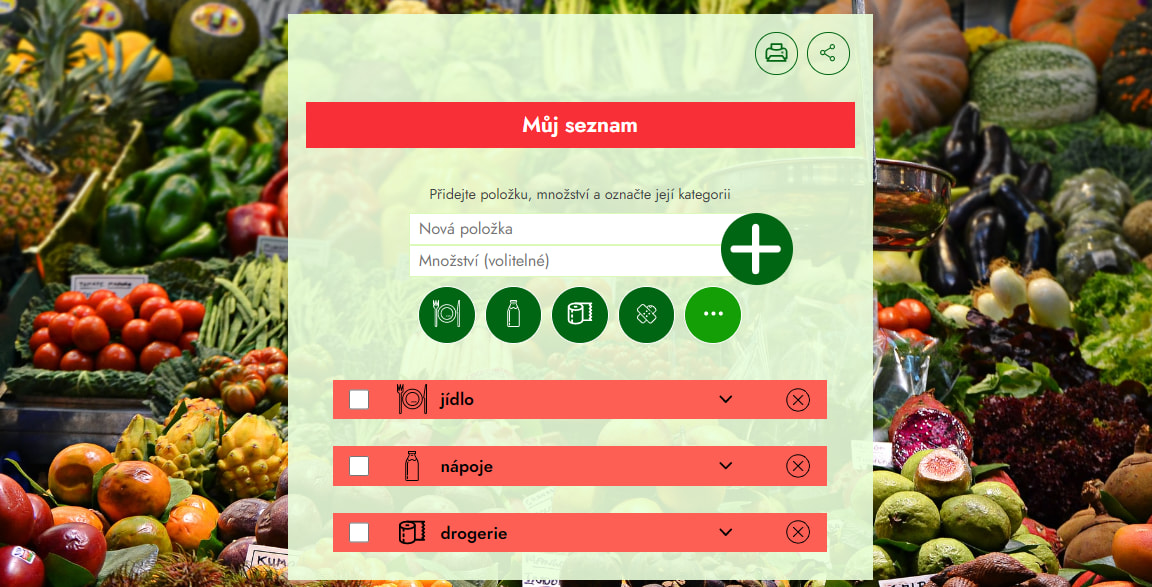 Můj seznam
Přidejte položku, množství a označte její kategorii
Nová položka
Množství (volitelné)
jídlo
nápoje
drogerie